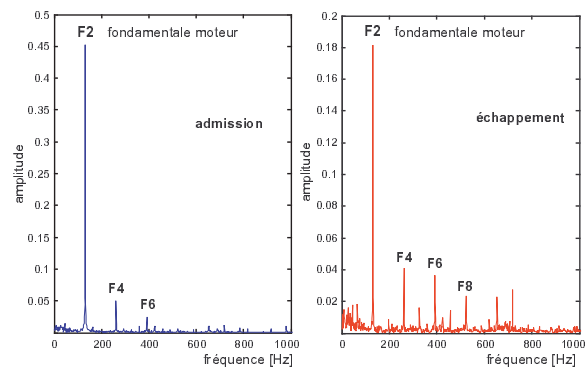 0.5
F2 fondamentale moteur
0.45
0.4
0.35
admission
0.3
0.25
amplitude
0.2
0.15
0.1
F4
0.05
F6
0 200 400 600 800 1000
fréquence [Hz]
0.2
F2 fondamentale moteur
0.18
0.16
0.14
échappement
0.12
0.1
amplitude
0.08
0.06
F4
0.04
F6
F8
0.02
0 200 400 600 800 1000
fréquence [Hz]